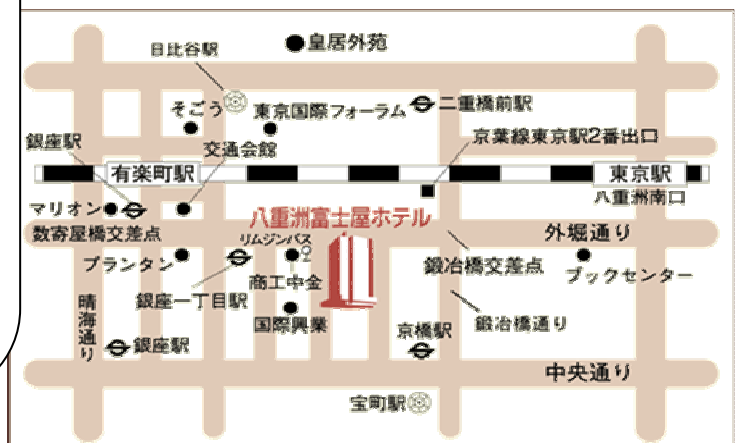 日比谷駅
皇居外苑
そごう
東京国際フォーラム
二重橋前駅
銀座駅
交通会館
京葉線東京駅2番出口
有楽町駅
東京駅
八重洲南口
マリオン
八重洲富士屋ホテル
数寄屋橋交差点
リムジンバス
外堀通り
プランタン
商工中金
鍛冶橋交差点
ブックセンター
晴海通り
銀座一丁目駅
国際興業
京橋駅
鍛冶橋通り
銀座駅
中央通り
宝町駅